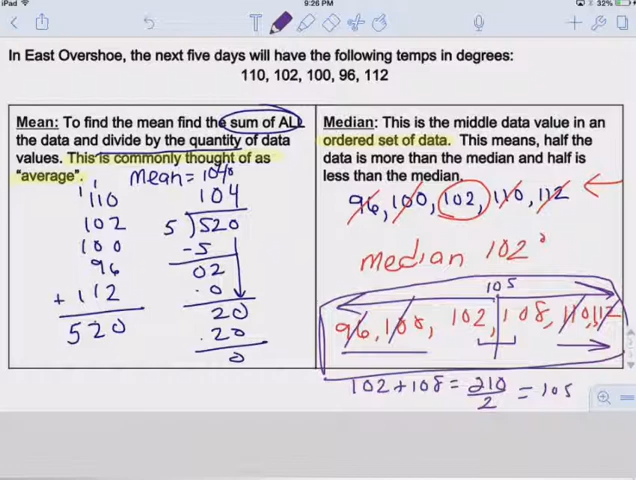 iPad 9:26 PM 32%
In East Overshoe, the next five days will have the following temps in degrees:
110, 102, 100, 96, 112
Mean: To find the mean find the sum of ALL
the data and divide by the quantity of data
values. This is commonly thought of as
"average".
mean = 104°
110
102
100
96
+ 112
520
104
5 ) 520
- 5
02
- 0
20
- 20
0
Median: This is the middle data value in an
ordered set of data. This means, half the
data is more than the median and half is
less than the median.
96, 100, 102, 110, 112
median 102°
105
96, 100, 102, 108, 110, 112
102 + 108 = 210 = 105
2